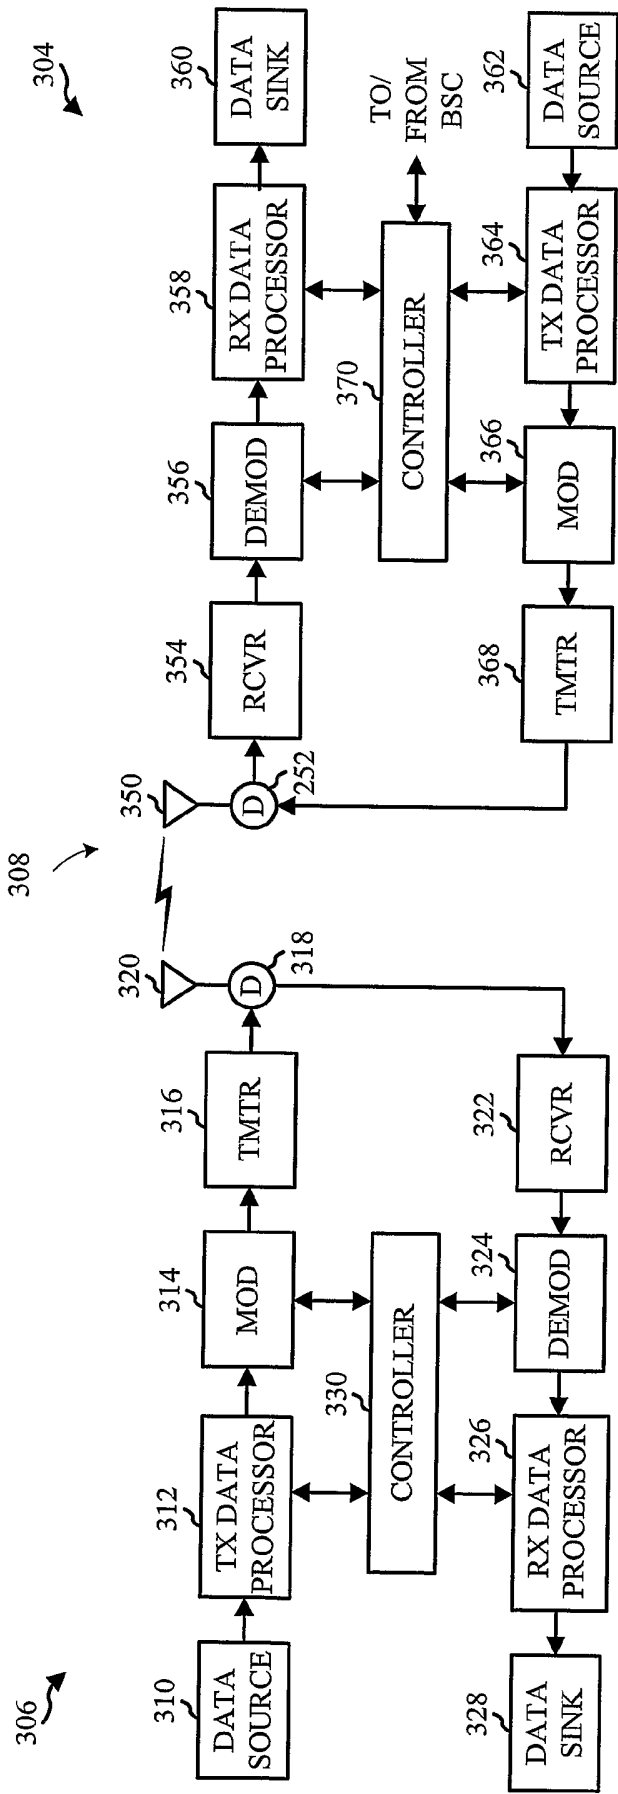 306
308
304
310
312
314
316
320
350
354
356
358
360
DATA
SOURCE
TX DATA
PROCESSOR
MOD
TMTR
D
318
D
252
RCVR
DEMOD
RX DATA
PROCESSOR
DATA
SINK
330
CONTROLLER
370
CONTROLLER
TO/
FROM
BSC
328
326
324
322
368
366
364
362
DATA
SINK
RX DATA
PROCESSOR
DEMOD
RCVR
TMTR
MOD
TX DATA
PROCESSOR
DATA
SOURCE